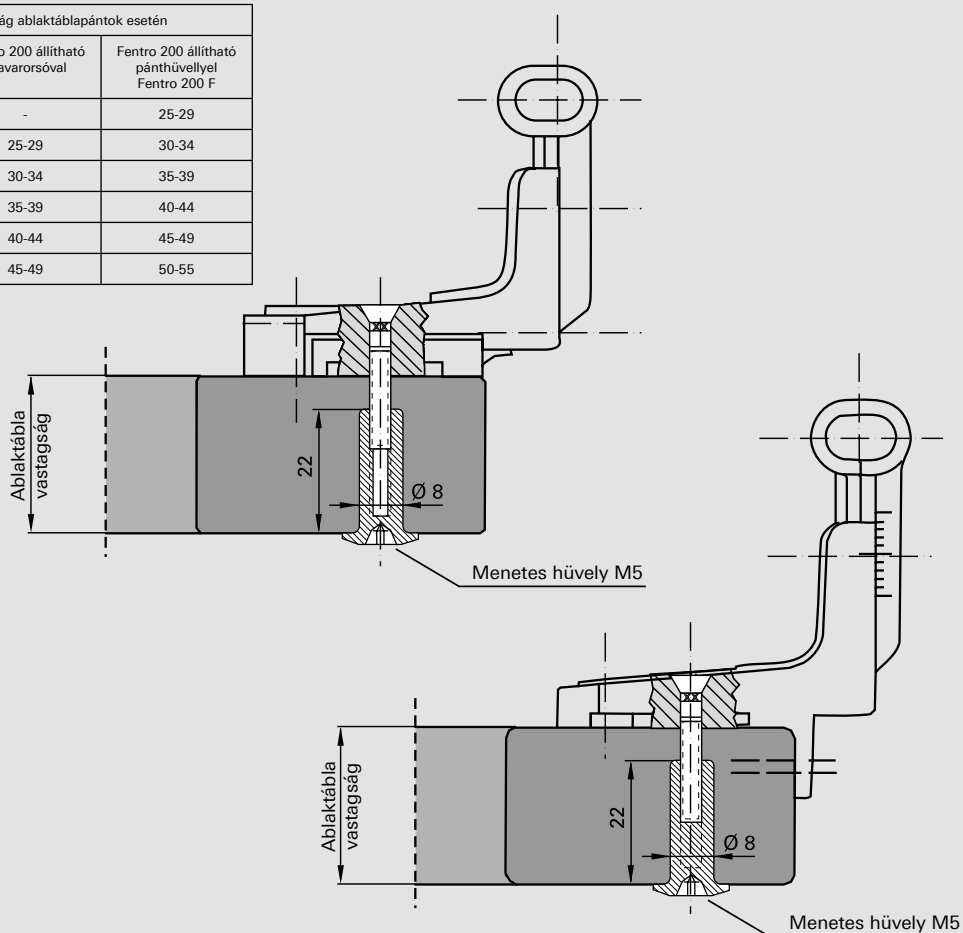 ablaktáblapántok esetén
200 állítható
Fentro 200 állítható
pánthüvellyel
Fentro 200 F
-
25-29
25-29
30-34
30-34
35-39
35-39
40-44
40-44
45-49
45-49
50-55
Ablaktábla
vastagság
22
Ø 8
Menetes hüvely M5
Ablaktábla
vastagság
22
Ø 8
Menetes hüvely M5